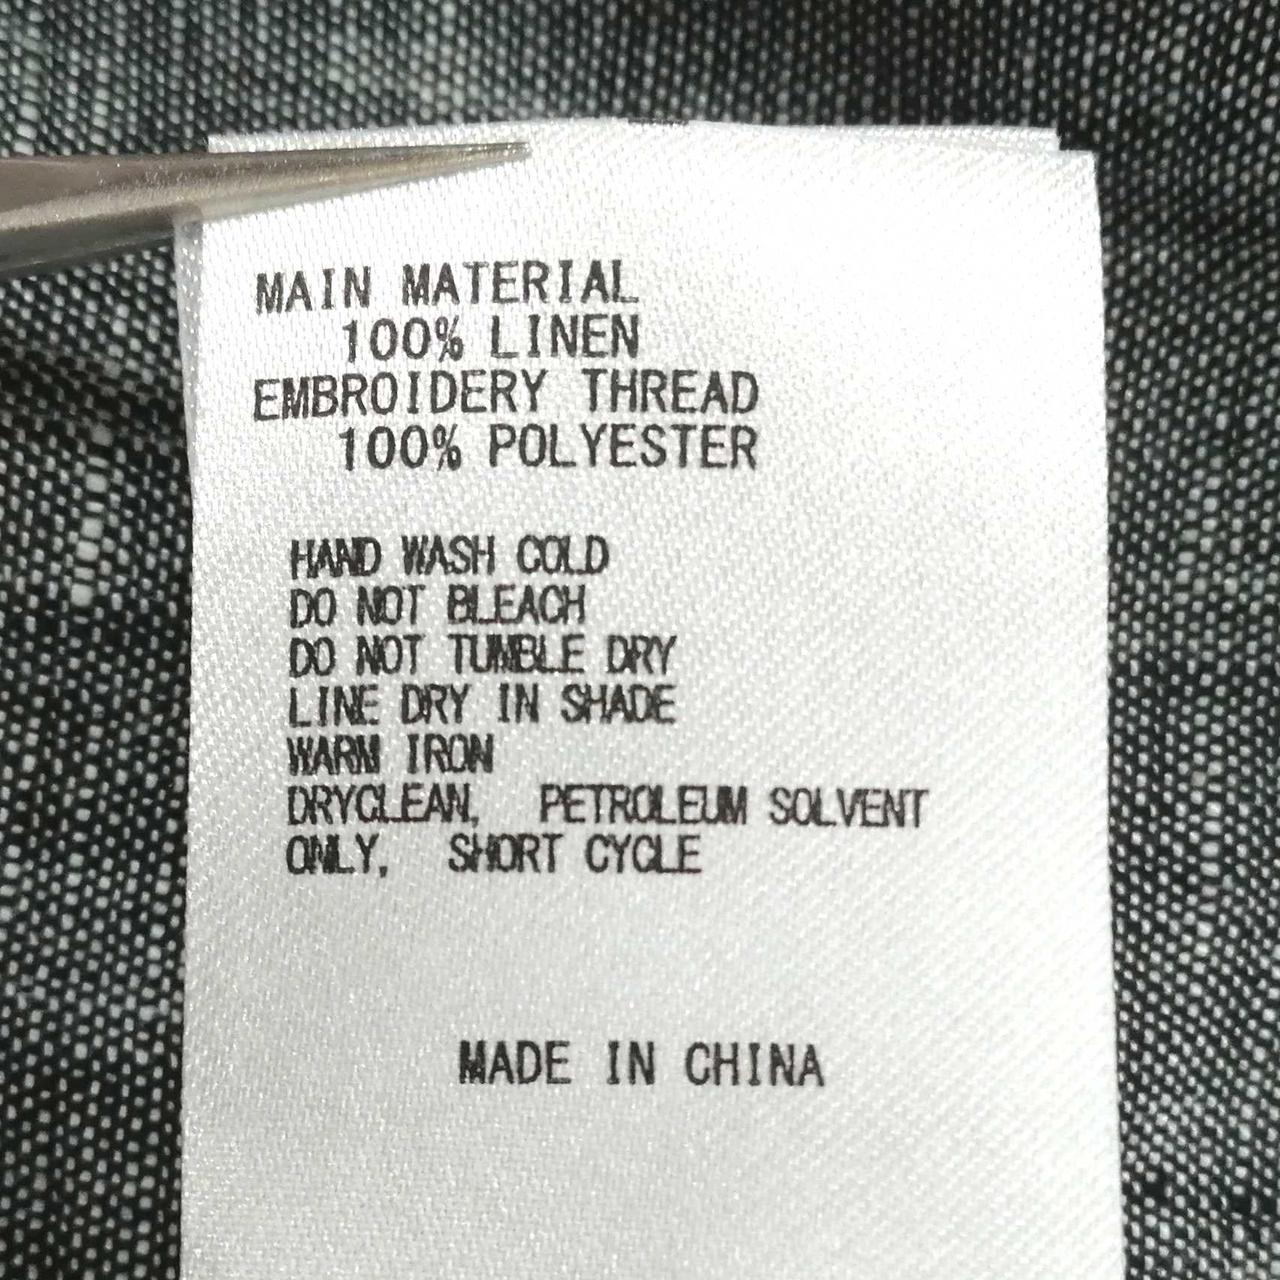 MAIN MATERIAL
100% LINEN
EMBROIDERY THREAD
100% POLYESTER
HAND WASH COLD
DO NOT BLEACH
DO NOT TUMBLE DRY
LINE DRY IN SHADE
WARM IRON
DRYCLEAN, PETROLEUM SOLVENT
ONLY, SHORT CYCLE
MADE IN CHINA